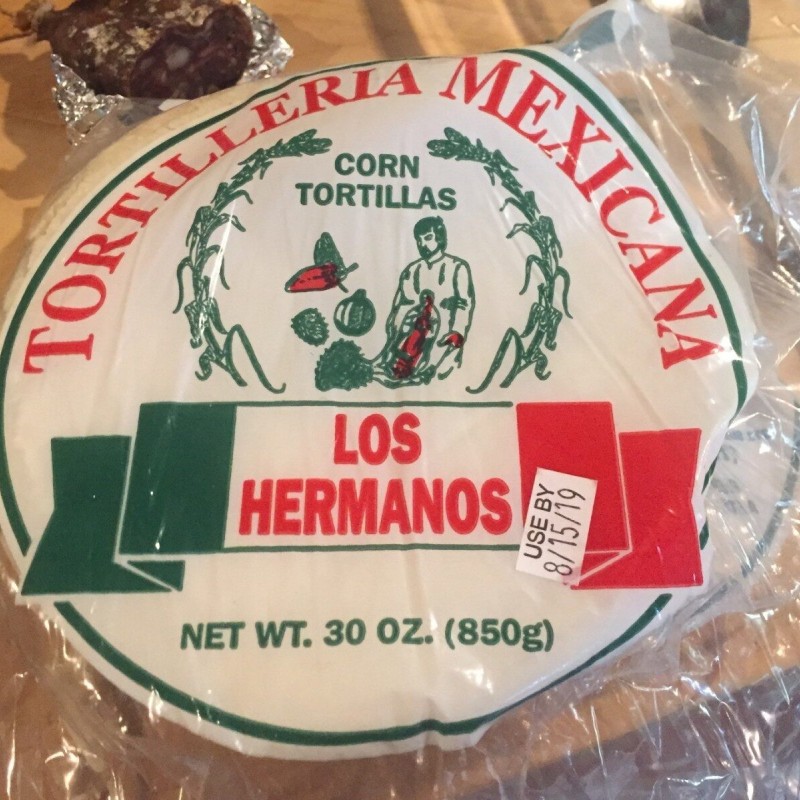 TORTILLERIA MEXICANA
CORN
TORTILLAS
LOS
HERMANOS
USE BY
8/15/19
NET WT. 30 OZ. (850g)